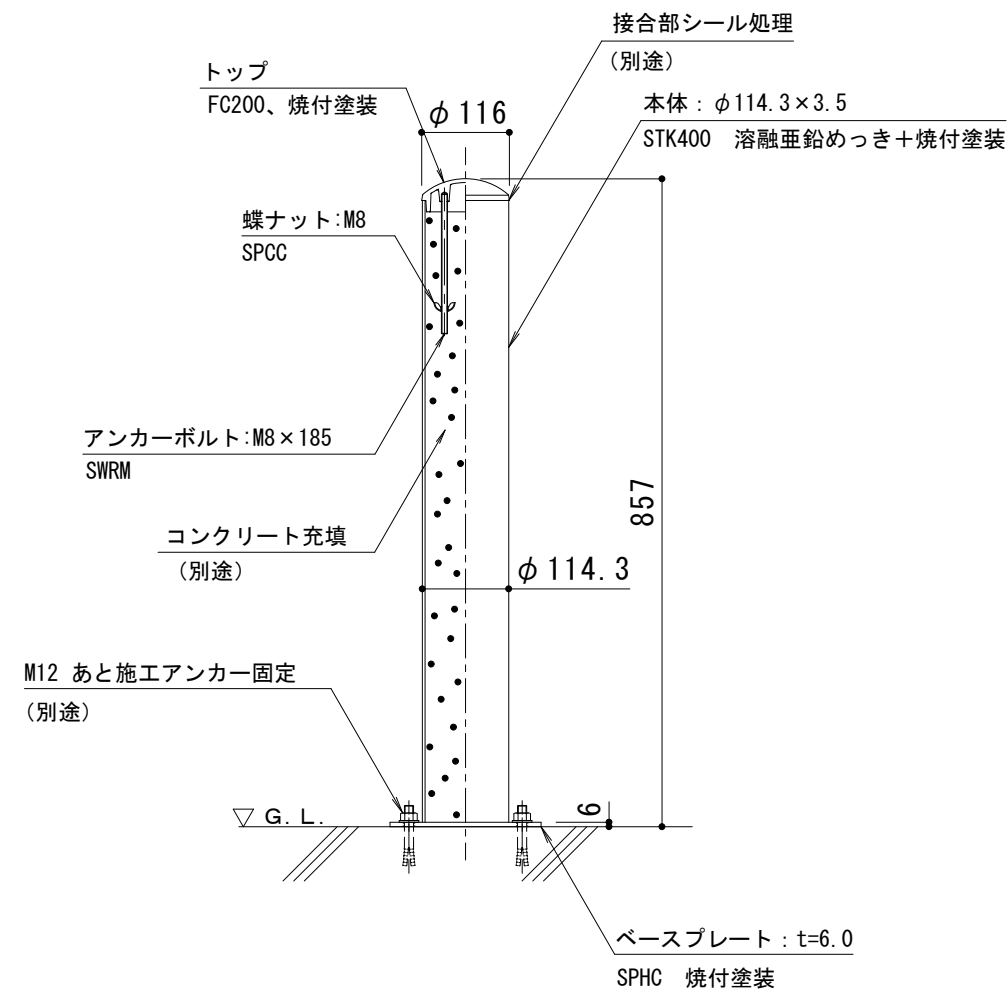 接合部シール処理
(別途)
トップ
FC200、焼付塗装
φ116
本体：φ114.3×3.5
STK400　溶融亜鉛めっき＋焼付塗装
蝶ナット:M8
SPCC
アンカーボルト:M8×185
SWRM
857
コンクリート充填
(別途)
φ114.3
M12 あと施工アンカー固定
(別途)
▽ G.L.
6
ベースプレート：t=6.0
SPHC　焼付塗装